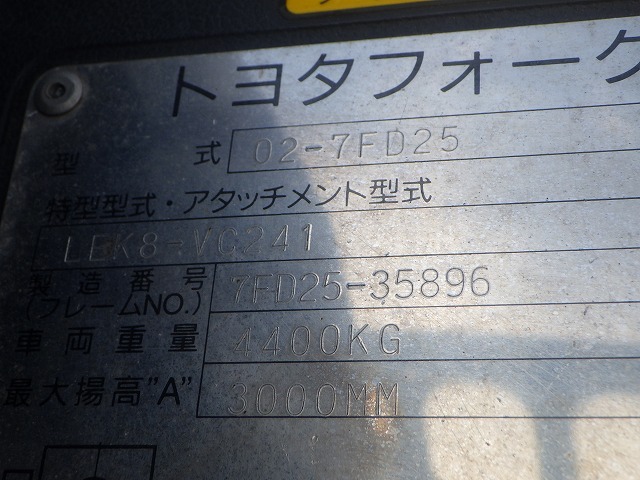 トヨタフォーク
型 式 02-7FD25
特型型式・アタッチメント型式
LEK8-VC241
製造番号 7FD25-35896
(フレームNO.)
車両重量 4400KG
最大揚高"A" 3000MM